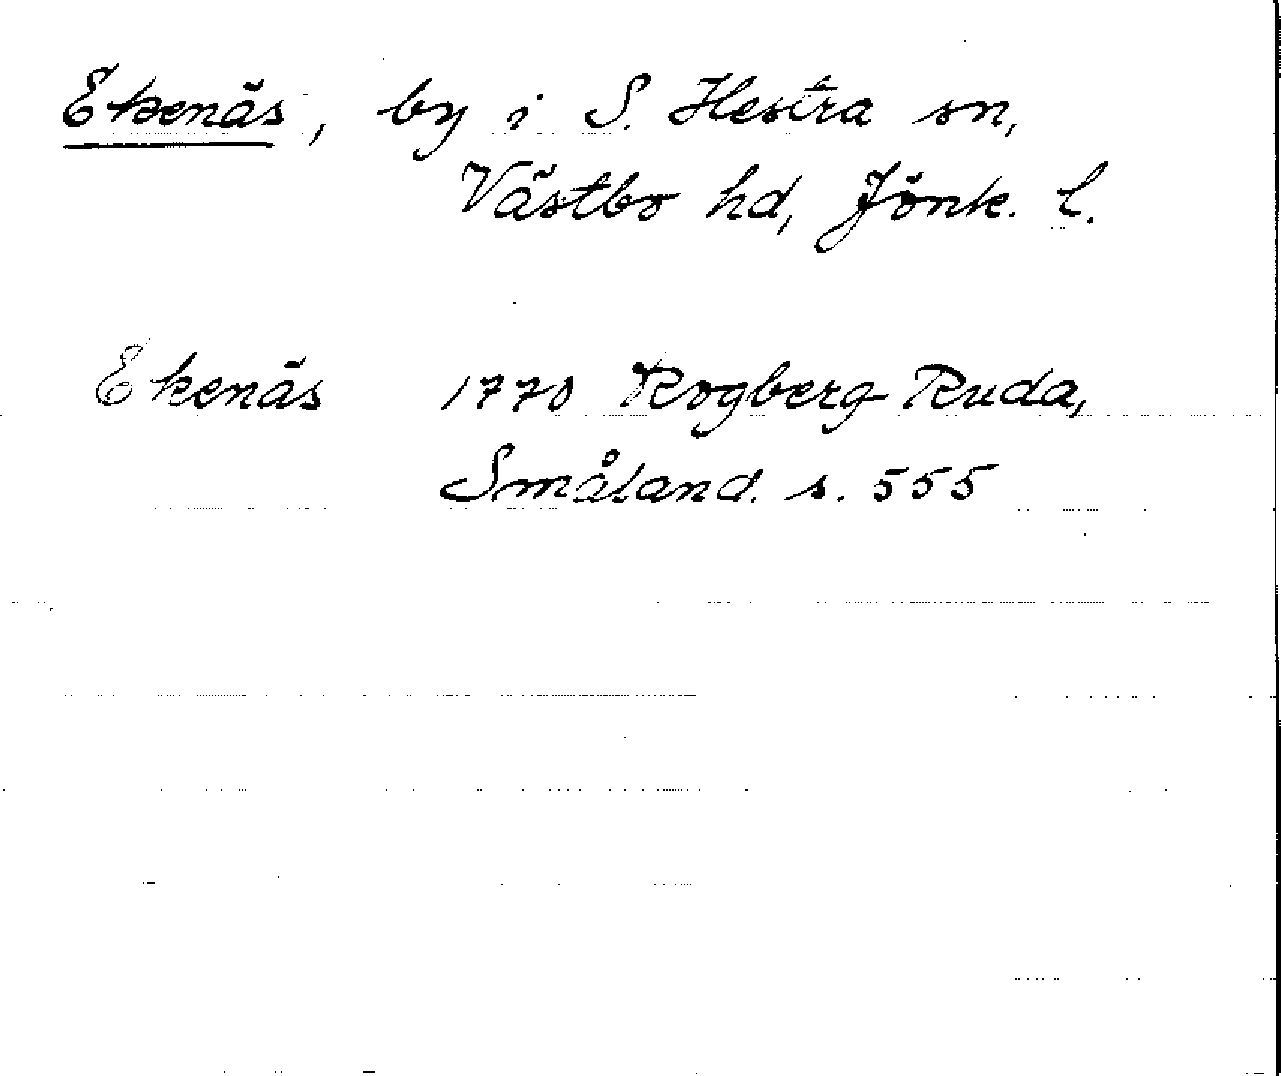 Ekenäs, by i S. Hestra sn,
Västbo hd, Jönk. l.
Ekenäs 1770 Rogberg-Ruda,
Småland. s. 555